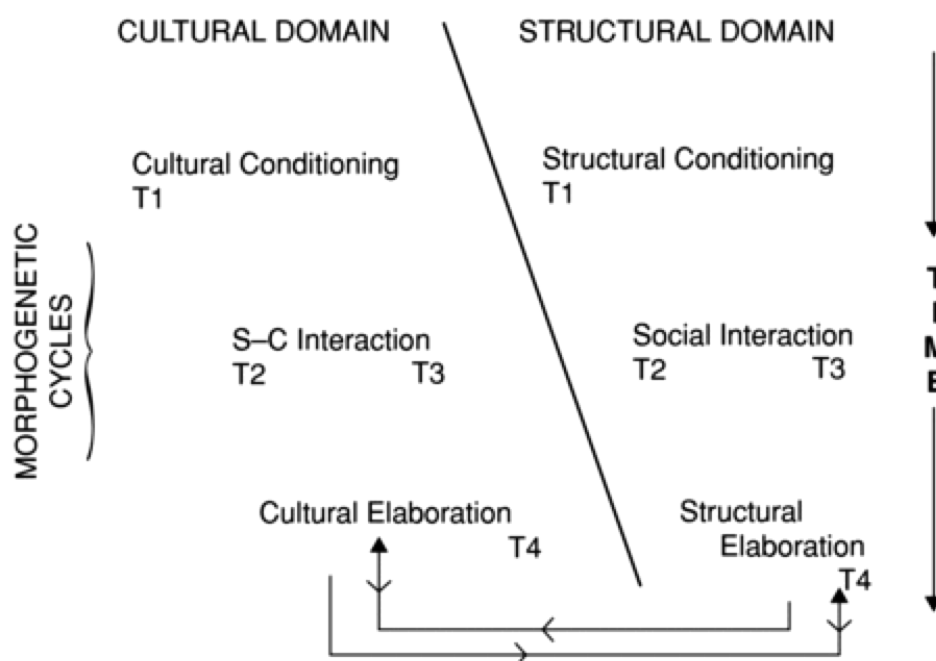 CULTURAL DOMAIN
STRUCTURAL DOMAIN
Cultural Conditioning
T1
Structural Conditioning
T1
MORPHOGENETIC
CYCLES
S–C Interaction
T2 T3
Social Interaction
T2 T3
Cultural Elaboration
T4
Structural
Elaboration
T4